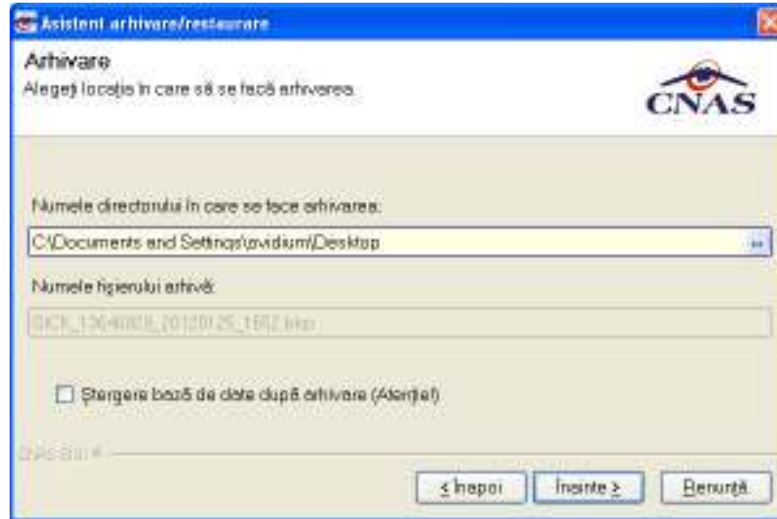 Asistent arhivare/restaurare
Arhivare
Alegeți locația în care să se facă arhivarea.
CNAS
Numele directorului în care se face arhivarea:
C:\Documents and Settings\ovidium\Desktop
Numele fișierului arhivă:
Ștergere bază de date după arhivare (Atenție!)
< Înapoi
Înainte >
Renunță